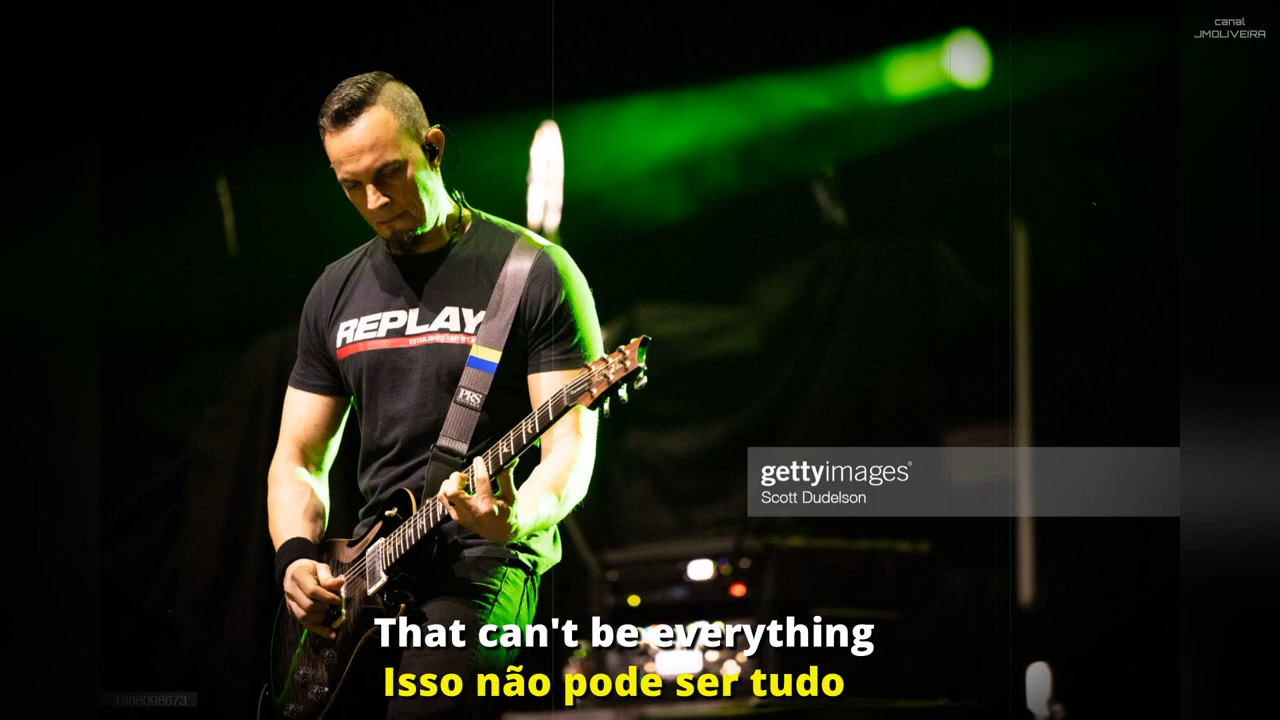 canal
JMOLIVEIRA
REPLAY
PRS
gettyimages®
Scott Dudelson
That can't be everything
Isso não pode ser tudo
1388098673